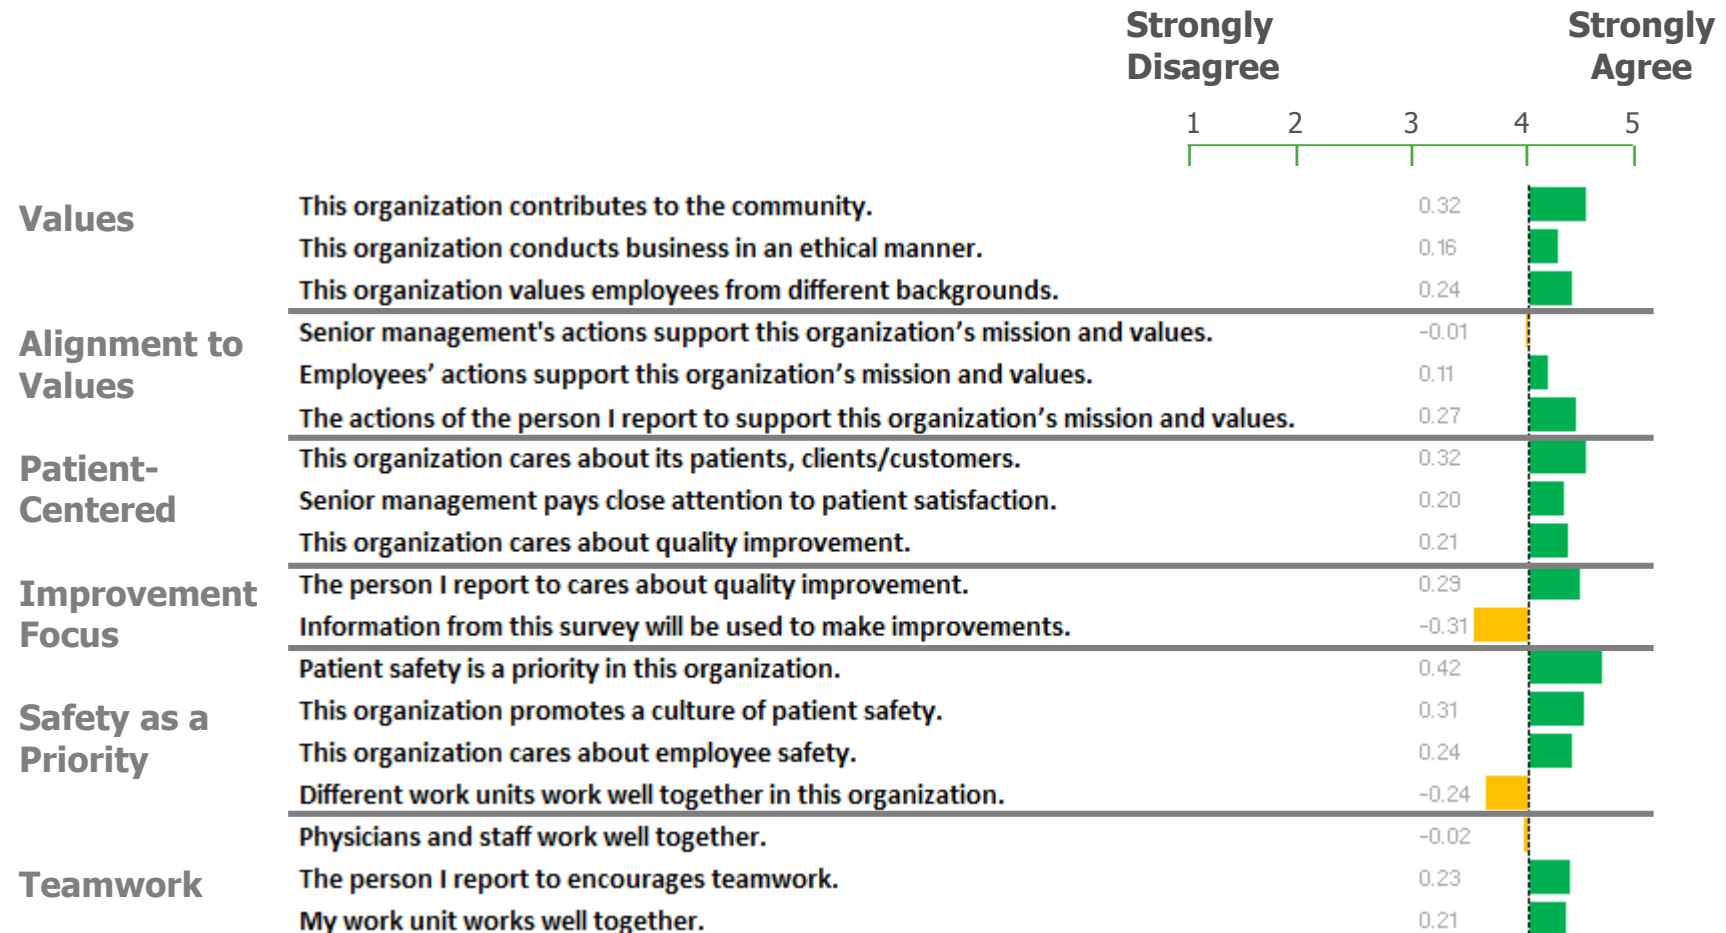 Strongly Disagree
Strongly Agree
1 2 3 4 5
Values
This organization contributes to the community. 0.32
This organization conducts business in an ethical manner. 0.16
This organization values employees from different backgrounds. 0.24
Alignment to Values
Senior management's actions support this organization’s mission and values. -0.01
Employees’ actions support this organization’s mission and values. 0.11
The actions of the person I report to support this organization’s mission and values. 0.27
Patient-Centered
This organization cares about its patients, clients/customers. 0.32
Senior management pays close attention to patient satisfaction. 0.20
This organization cares about quality improvement. 0.21
Improvement Focus
The person I report to cares about quality improvement. 0.29
Information from this survey will be used to make improvements. -0.31
Safety as a Priority
Patient safety is a priority in this organization. 0.42
This organization promotes a culture of patient safety. 0.31
This organization cares about employee safety. 0.24
Different work units work well together in this organization. -0.24
Teamwork
Physicians and staff work well together. -0.02
The person I report to encourages teamwork. 0.23
My work unit works well together. 0.21